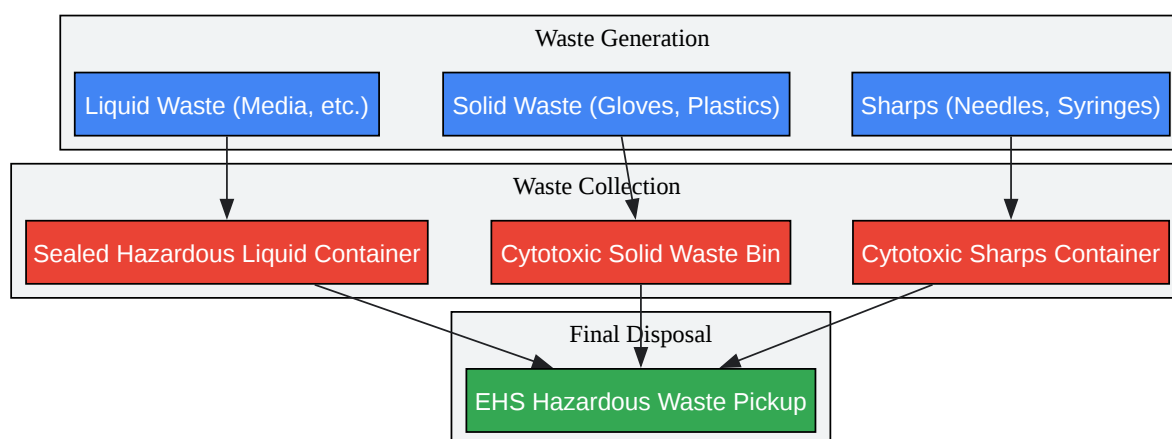 Waste Generation
Liquid Waste (Media, etc.)
Solid Waste (Gloves, Plastics)
Sharps (Needles, Syringes)
Waste Collection
Sealed Hazardous Liquid Container
Cytotoxic Solid Waste Bin
Cytotoxic Sharps Container
Final Disposal
EHS Hazardous Waste Pickup